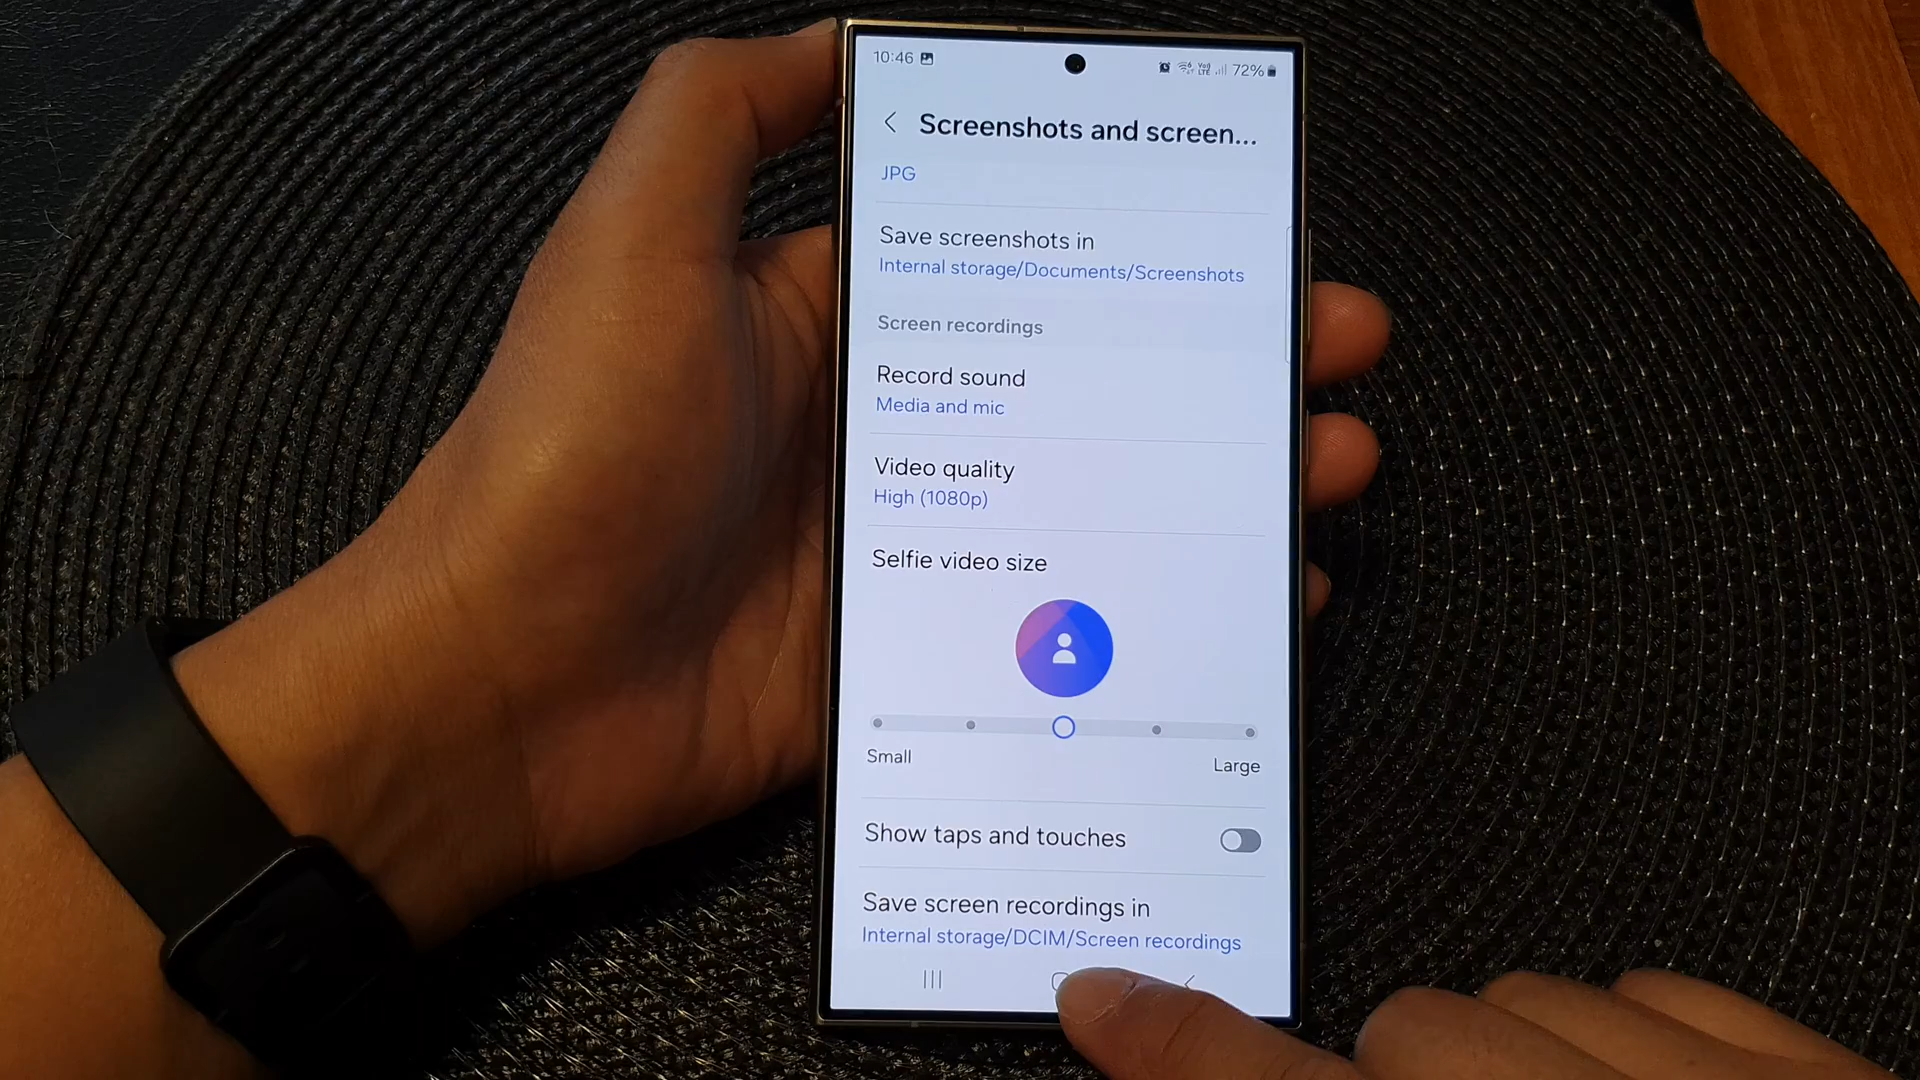 10:46 72%
Screenshots and screen...
JPG
Save screenshots in
Internal storage/Documents/Screenshots
Screen recordings
Record sound
Media and mic
Video quality
High (1080p)
Selfie video size
Small Large
Show taps and touches
Save screen recordings in
Internal storage/DCIM/Screen recordings